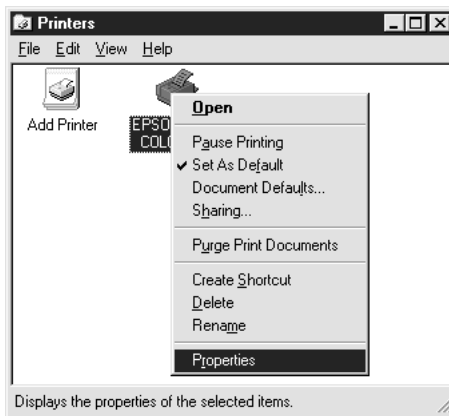 Printers
File Edit View Help
Add Printer
EPSO
COLO
Open
Pause Printing
Set As Default
Document Defaults...
Sharing...
Purge Print Documents
Create Shortcut
Delete
Rename
Properties
Displays the properties of the selected items.